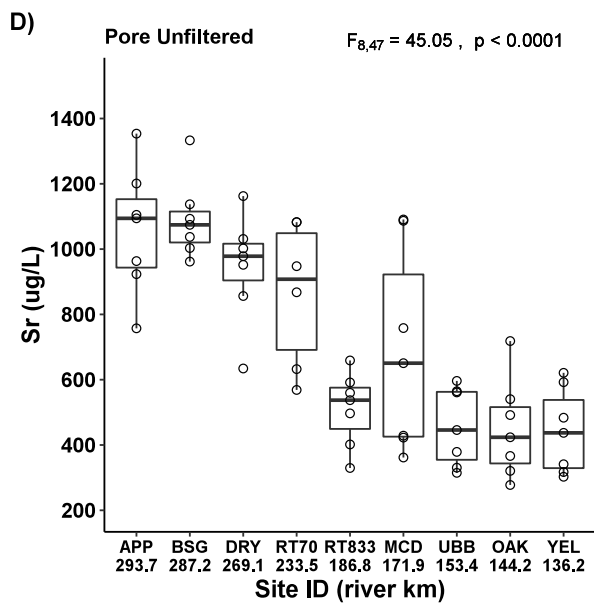 D)
Pore Unfiltered
F8,47 = 45.05 , p < 0.0001
Sr (ug/L)
1400
1200
1000
800
600
400
200
APP BSG DRY RT70 RT833 MCD UBB OAK YEL
293.7 287.2 269.1 233.5 186.8 171.9 153.4 144.2 136.2
Site ID (river km)